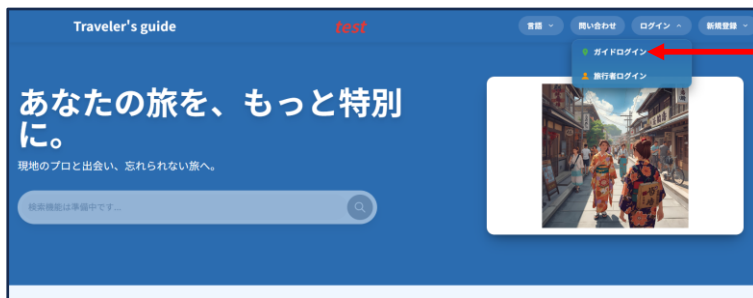 Traveler's guide
test
言語
問い合わせ
ログイン
新規登録
ガイドログイン
旅行者ログイン
あなたの旅を、もっと特別
に。
現地のプロと出会い、忘れられない旅へ。
検索機能は準備中です...